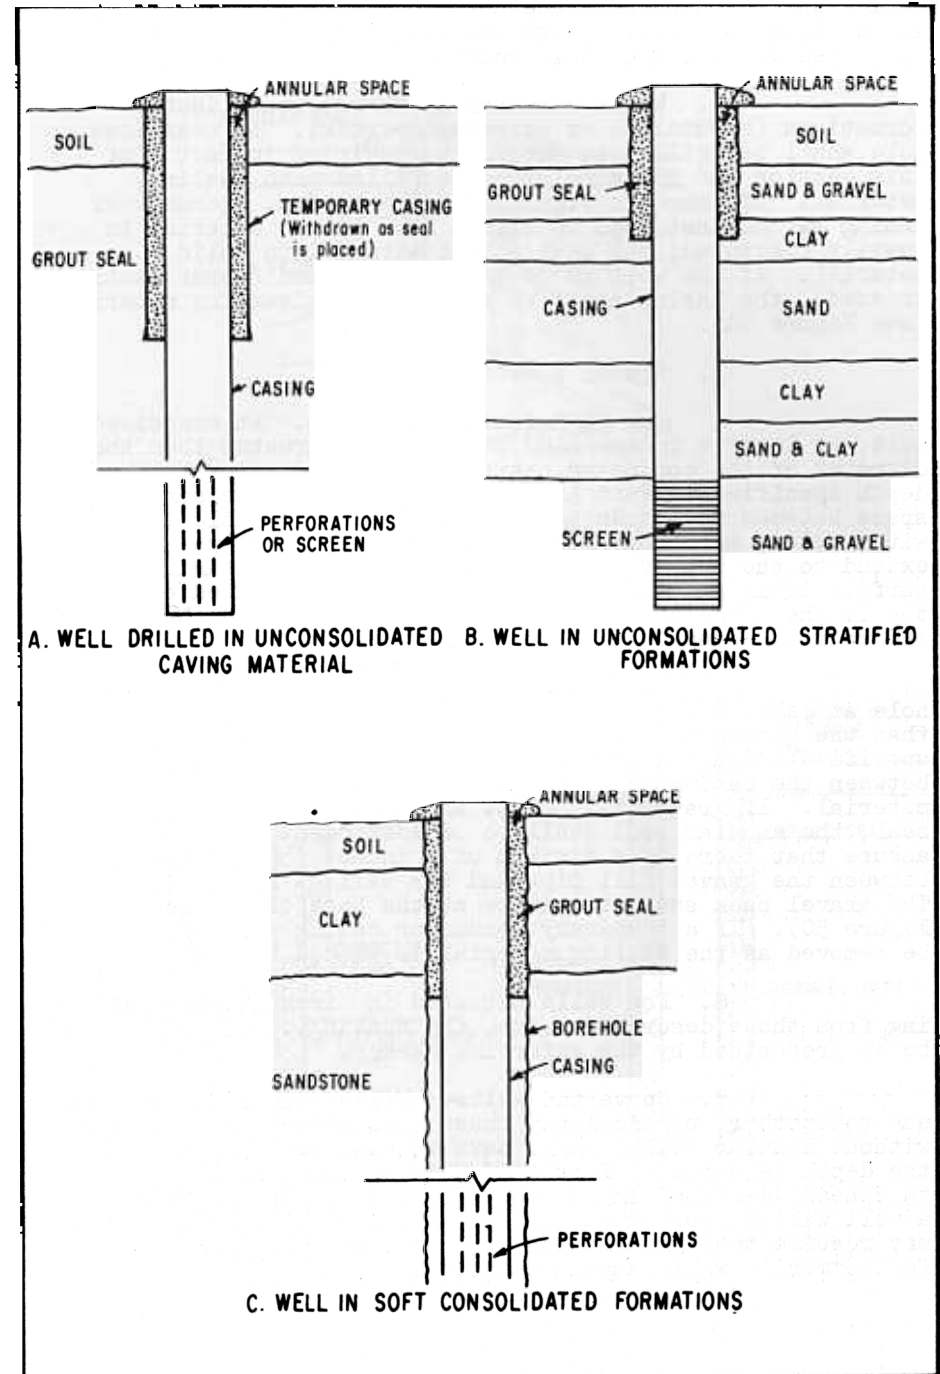 ANNULAR SPACE
SOIL
TEMPORARY CASING
(Withdrawn as seal
is placed)
GROUT SEAL
CASING
PERFORATIONS
OR SCREEN
A. WELL DRILLED IN UNCONSOLIDATED
CAVING MATERIAL
ANNULAR SPACE
SOIL
GROUT SEAL
SAND & GRAVEL
CLAY
CASING
SAND
CLAY
SAND & CLAY
SCREEN
SAND & GRAVEL
B. WELL IN UNCONSOLIDATED STRATIFIED
FORMATIONS
ANNULAR SPACE
SOIL
CLAY
GROUT SEAL
BOREHOLE
CASING
SANDSTONE
PERFORATIONS
C. WELL IN SOFT CONSOLIDATED FORMATIONS